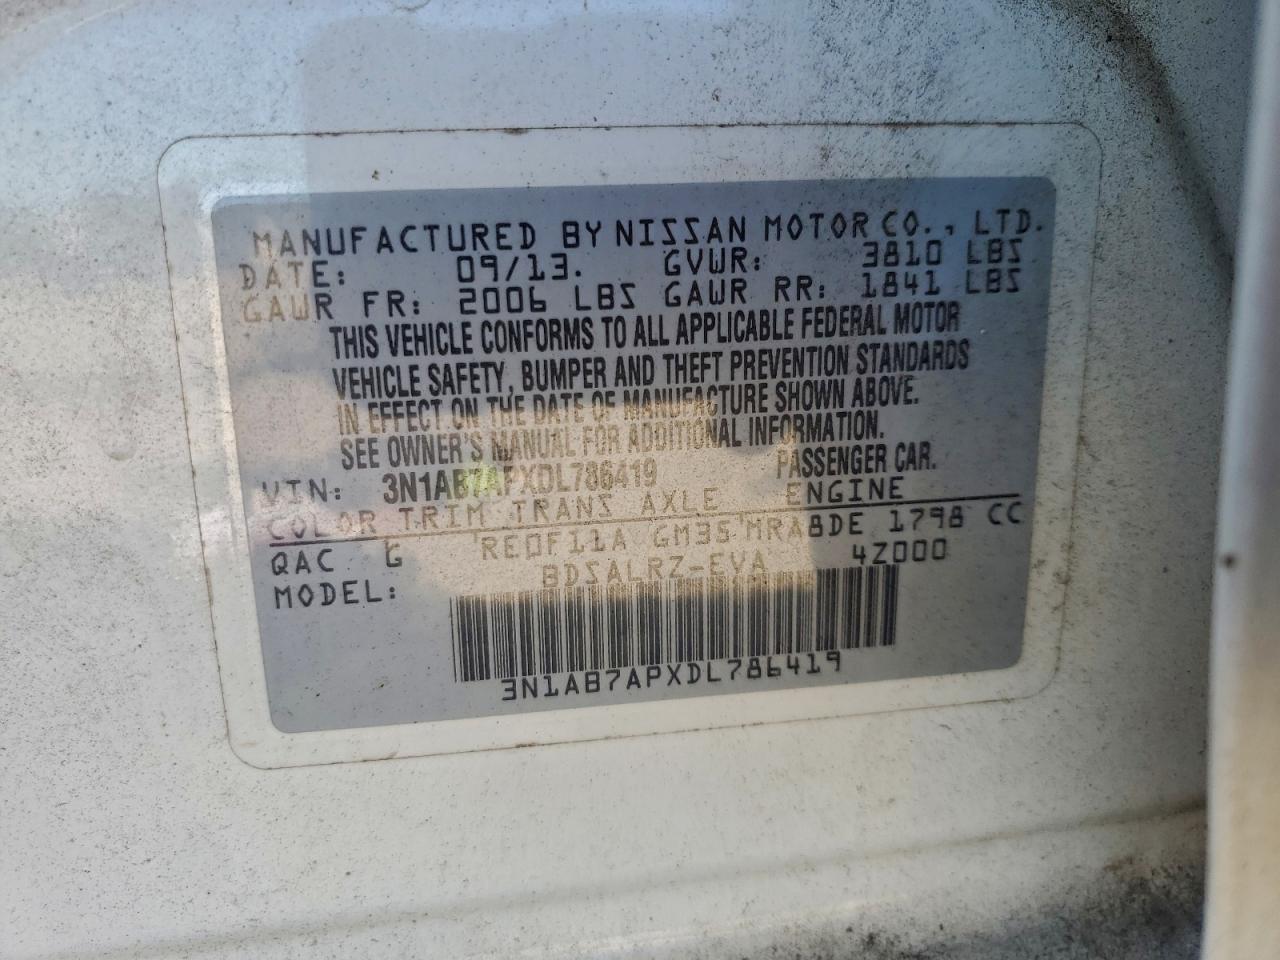 MANUFACTURED BY NISSAN MOTOR CO., LTD.
DATE: 09/13. GVWR: 3810 LBS
GAWR FR: 2006 LBS GAWR RR: 1841 LBS
THIS VEHICLE CONFORMS TO ALL APPLICABLE FEDERAL MOTOR
VEHICLE SAFETY, BUMPER AND THEFT PREVENTION STANDARDS
IN EFFECT ON THE DATE OF MANUFACTURE SHOWN ABOVE.
SEE OWNER'S MANUAL FOR ADDITIONAL INFORMATION.
VIN: 3N1AB7APXDL786419 PASSENGER CAR.
COLOR TRIM TRANS AXLE ENGINE
QAC G RE0F11A GM35 MRA8DE 1798 CC
MODEL: BDSALRZ-EVA 4Z000
3N1AB7APXDL786419